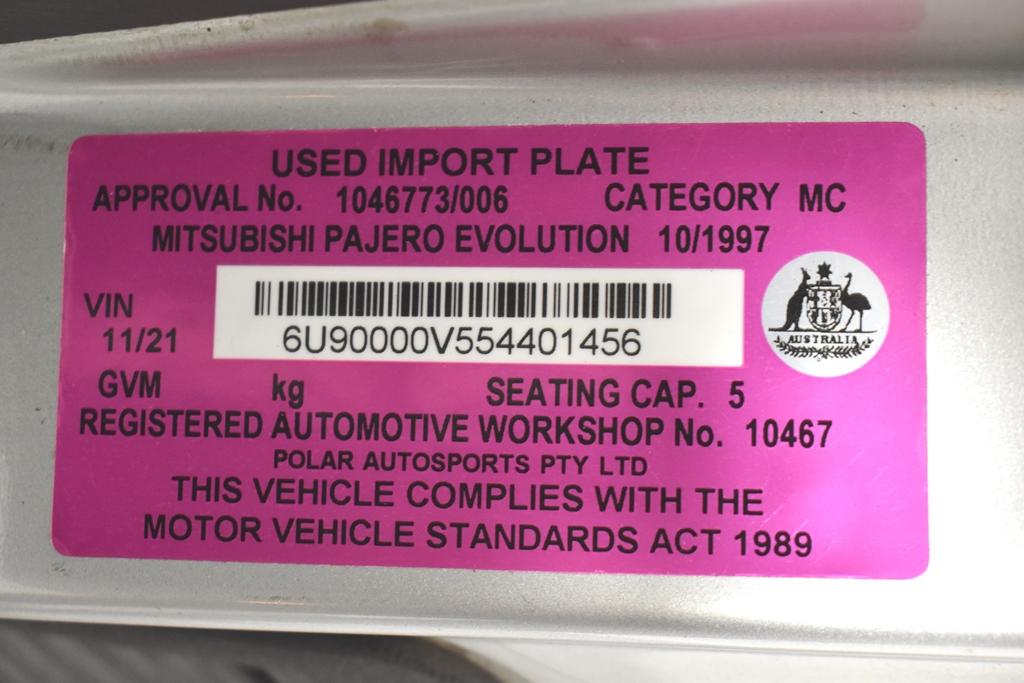 USED IMPORT PLATE
APPROVAL No. 1046773/006 CATEGORY MC
MITSUBISHI PAJERO EVOLUTION 10/1997
VIN
11/21
6U90000V554401456
AUSTRALIA
GVM kg SEATING CAP. 5
REGISTERED AUTOMOTIVE WORKSHOP No. 10467
POLAR AUTOSPORTS PTY LTD
THIS VEHICLE COMPLIES WITH THE
MOTOR VEHICLE STANDARDS ACT 1989